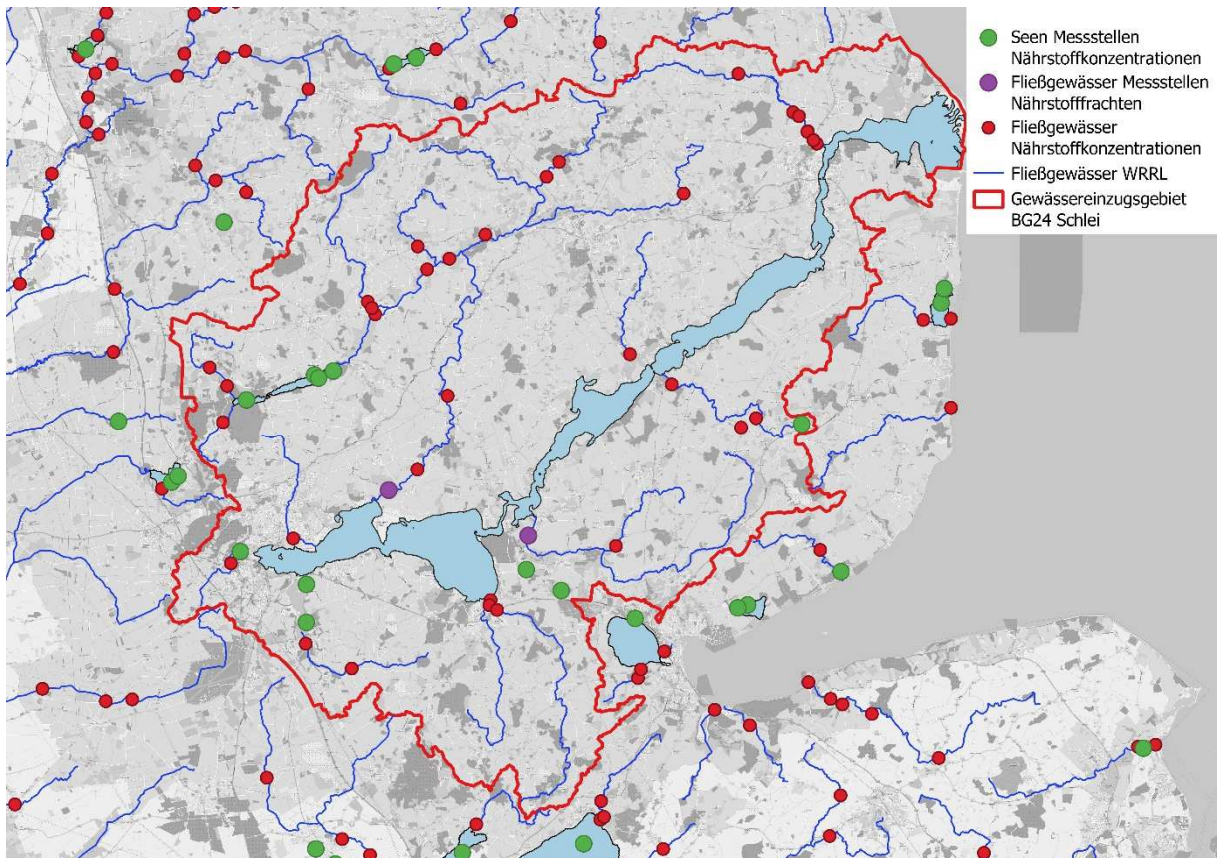 Seen Messstellen
Nährstoffkonzentrationen
Fließgewässer Messstellen
Nährstofffrachten
Fließgewässer
Nährstoffkonzentrationen
Fließgewässer WRRL
Gewässereinzugsgebiet
BG24 Schlei